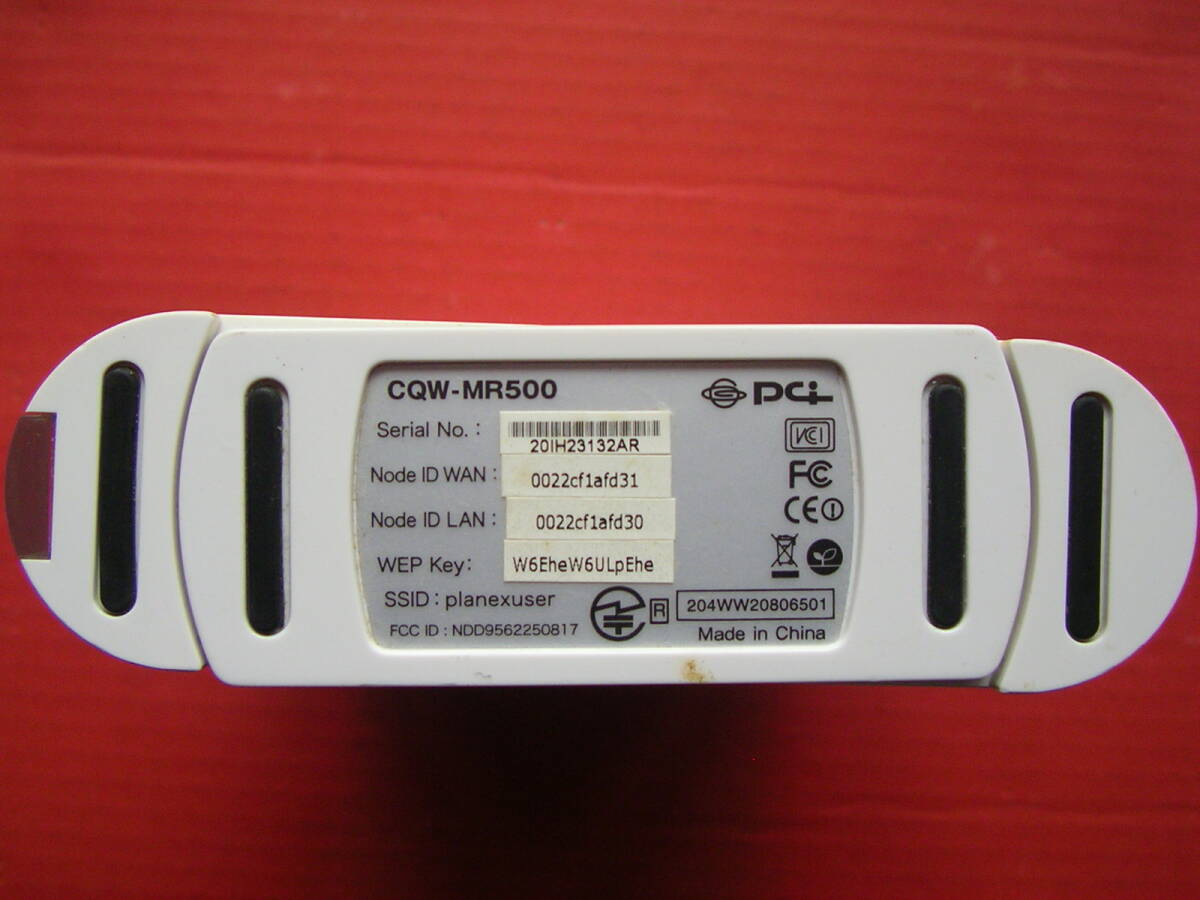 CQW-MR500
PCi
Serial No. :
20IH23132AR
Node ID WAN : 0022cf1afd31
Node ID LAN : 0022cf1afd30
WEP Key: W6EheW6ULpEhe
SSID : planexuser
FCC ID : NDD9562250817
VCI
FC
CE
R 204WW20806501
Made in China